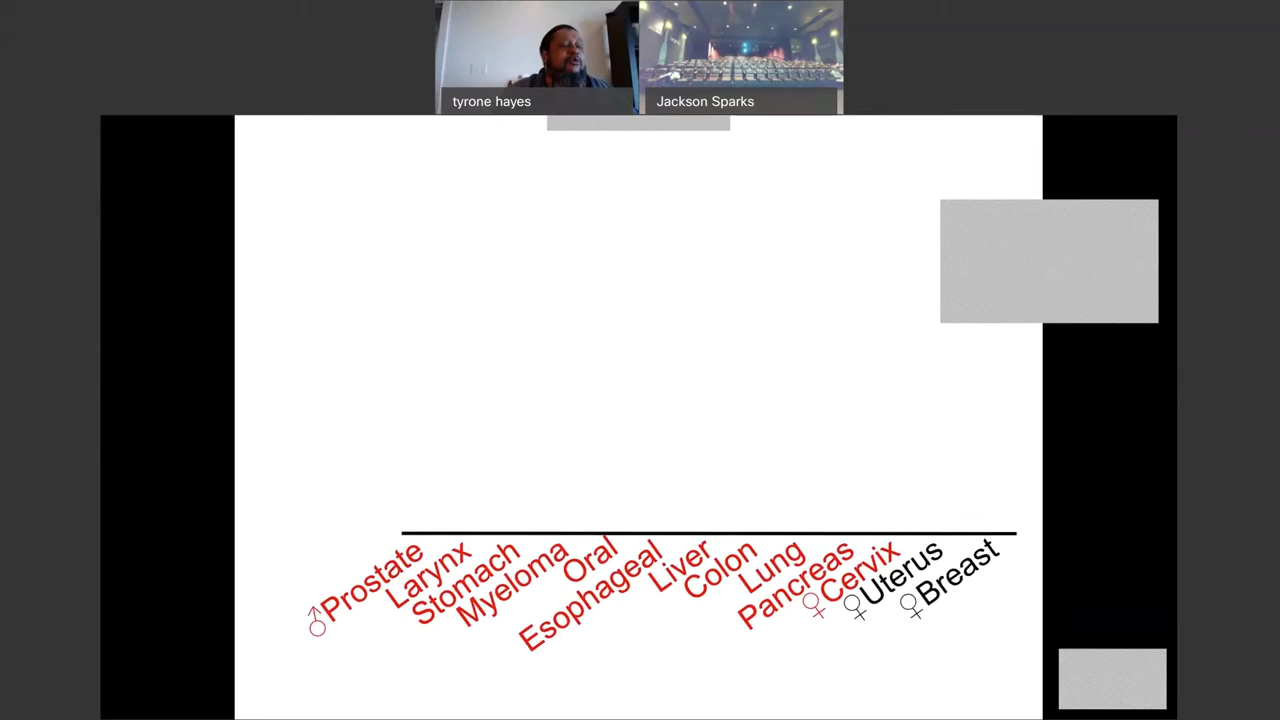 tyrone hayes
Jackson Sparks
♂Prostate
Larynx
Stomach
Myeloma
Oral
Esophageal
Liver
Colon
Lung
Pancreas
♀Cervix
♀Uterus
♀Breast